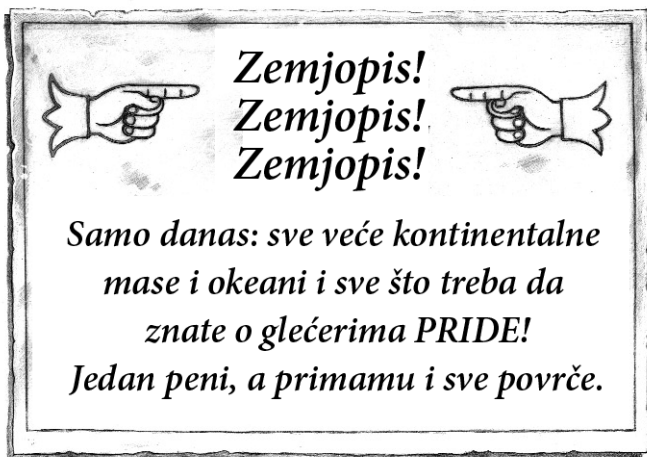 Zemjopis!
Zemjopis!
Zemjopis!
Samo danas: sve veće kontinentalne
mase i okeani i sve što treba da
znate o glećerima PRIDE!
Jedan peni, a primamu i sve povrče.